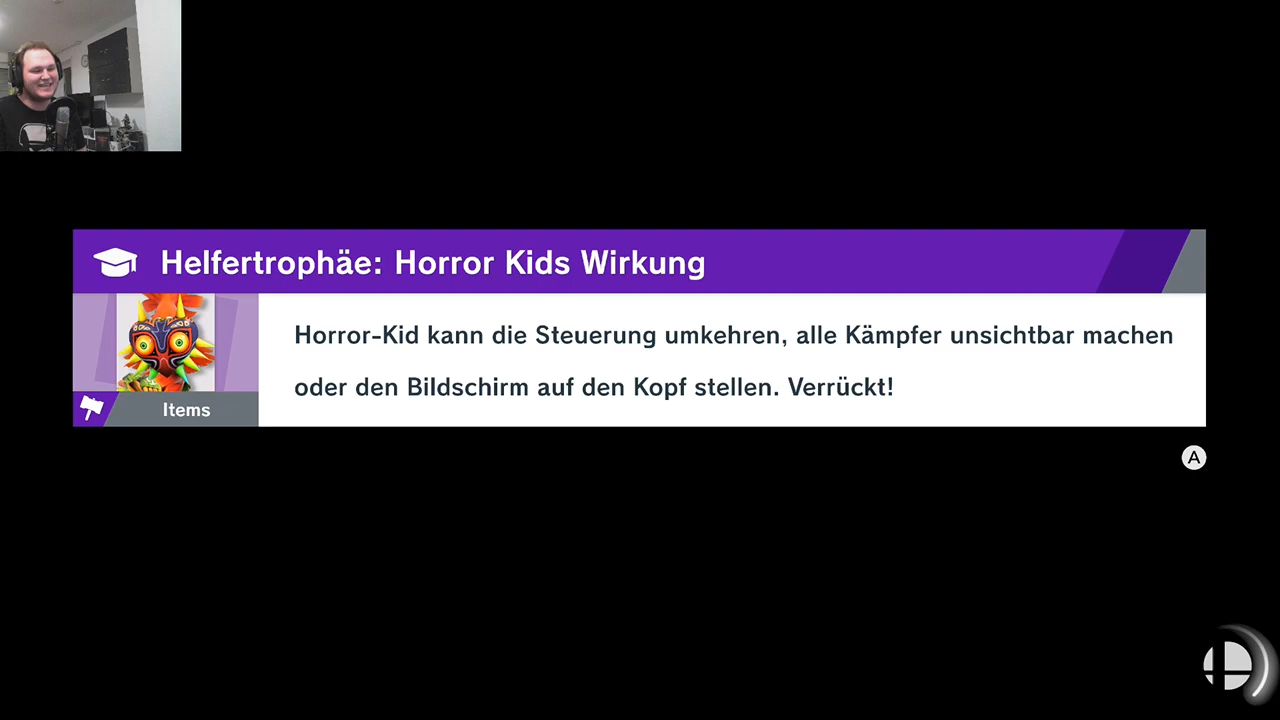 Helfertrophäe: Horror Kids Wirkung
Horror-Kid kann die Steuerung umkehren, alle Kämpfer unsichtbar machen
oder den Bildschirm auf den Kopf stellen. Verrückt!
Items
A